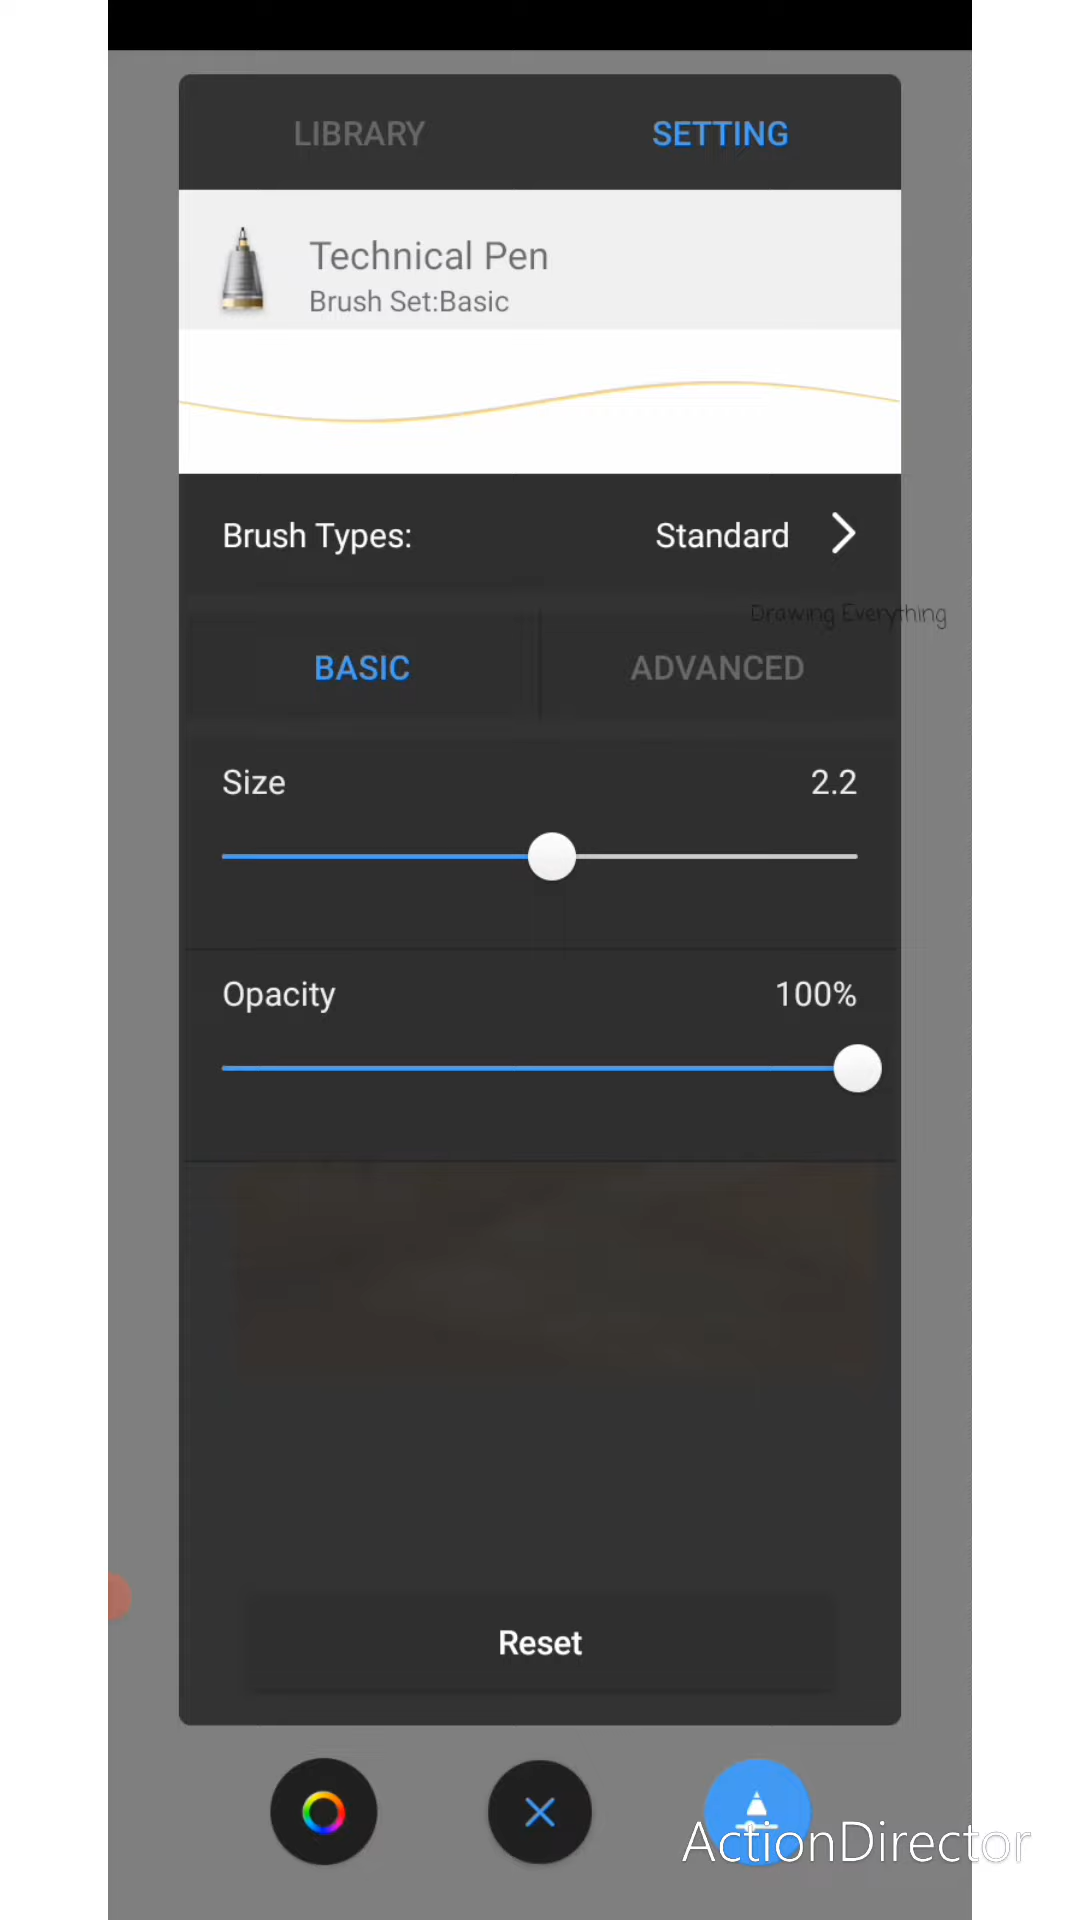 LIBRARY SETTING
Technical Pen
Brush Set:Basic
Brush Types: Standard
Drawing Everything
BASIC ADVANCED
Size 2.2
Opacity 100%
Reset
ActionDirector